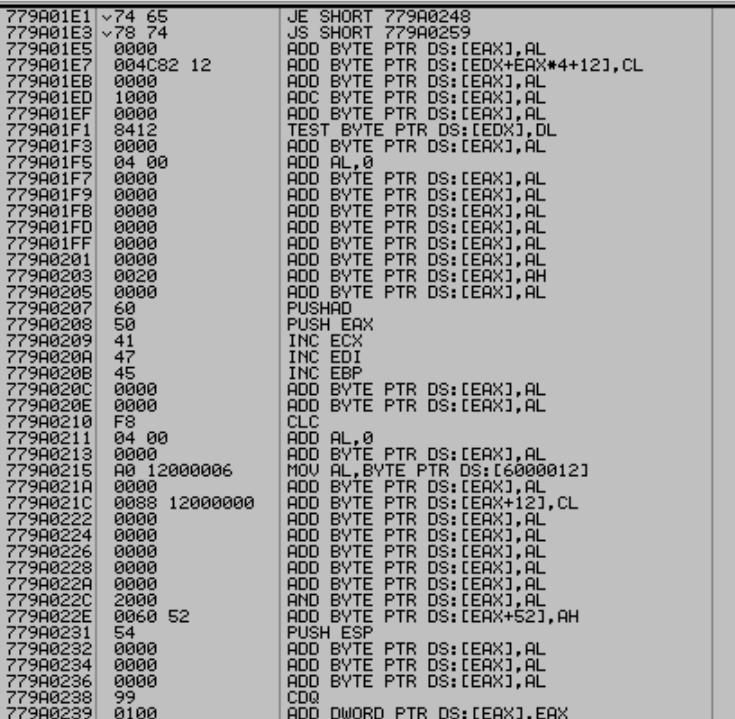 779A01E1 ˅74 65 JE SHORT 779A0248
779A01E3 ˅78 74 JS SHORT 779A0259
779A01E5 0000 ADD BYTE PTR DS:[EAX],AL
779A01E7 004C82 12 ADD BYTE PTR DS:[EDX+EAX*4+12],CL
779A01EB 0000 ADD BYTE PTR DS:[EAX],AL
779A01ED 1000 ADC BYTE PTR DS:[EAX],AL
779A01EF 0000 ADD BYTE PTR DS:[EAX],AL
779A01F1 8412 TEST BYTE PTR DS:[EDX],DL
779A01F3 0000 ADD BYTE PTR DS:[EAX],AL
779A01F5 04 00 ADD AL,0
779A01F7 0000 ADD BYTE PTR DS:[EAX],AL
779A01F9 0000 ADD BYTE PTR DS:[EAX],AL
779A01FB 0000 ADD BYTE PTR DS:[EAX],AL
779A01FD 0000 ADD BYTE PTR DS:[EAX],AL
779A01FF 0000 ADD BYTE PTR DS:[EAX],AL
779A0201 0000 ADD BYTE PTR DS:[EAX],AL
779A0203 0020 ADD BYTE PTR DS:[EAX],AH
779A0205 0000 ADD BYTE PTR DS:[EAX],AL
779A0207 60 PUSHAD
779A0208 50 PUSH EAX
779A0209 41 INC ECX
779A020A 47 INC EDI
779A020B 45 INC EBP
779A020C 0000 ADD BYTE PTR DS:[EAX],AL
779A020E 0000 ADD BYTE PTR DS:[EAX],AL
779A0210 F8 CLC
779A0211 04 00 ADD AL,0
779A0213 0000 ADD BYTE PTR DS:[EAX],AL
779A0215 A0 12000006 MOV AL,BYTE PTR DS:[6000012]
779A021A 0000 ADD BYTE PTR DS:[EAX],AL
779A021C 0088 12000000 ADD BYTE PTR DS:[EAX+12],CL
779A0222 0000 ADD BYTE PTR DS:[EAX],AL
779A0224 0000 ADD BYTE PTR DS:[EAX],AL
779A0226 0000 ADD BYTE PTR DS:[EAX],AL
779A0228 0000 ADD BYTE PTR DS:[EAX],AL
779A022A 0000 ADD BYTE PTR DS:[EAX],AL
779A022C 2000 AND BYTE PTR DS:[EAX],AL
779A022E 0060 52 ADD BYTE PTR DS:[EAX+52],AH
779A0231 54 PUSH ESP
779A0232 0000 ADD BYTE PTR DS:[EAX],AL
779A0234 0000 ADD BYTE PTR DS:[EAX],AL
779A0236 0000 ADD BYTE PTR DS:[EAX],AL
779A0238 99 CDQ
779A0239 0100 ADD DWORD PTR DS:[EAX],EAX